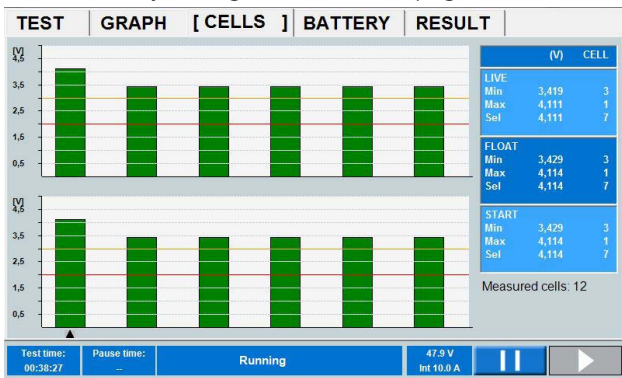 TEST GRAPH [ CELLS ] BATTERY RESULT
[V]
4,5
3,5
2,5
1,5
0,5
[V]
4,5
3,5
2,5
1,5
0,5
(V) CELL
LIVE
Min 3,419 3
Max 4,111 1
Sel 4,111 7
FLOAT
Min 3,429 3
Max 4,114 1
Sel 4,114 7
START
Min 3,429 3
Max 4,114 1
Sel 4,114 7
Measured cells: 12
Test time:
00:38:27
Pause time:
--
Running
47.9 V
Int 10.0 A